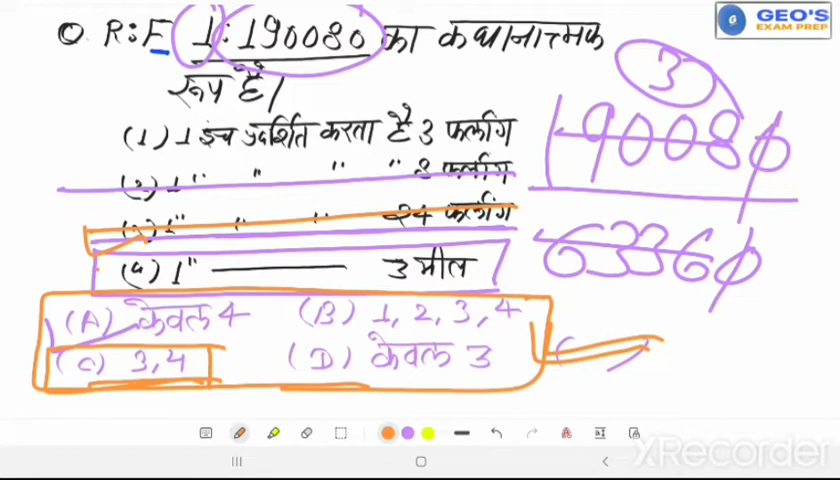 GEO'S
EXAM PREP
Q. R:F 1:190080 का कथानात्मक
रूप है।
(1) 1 इंच प्रदर्शित करता है 3 फर्लांग
(2) 1" " " " 8 फर्लांग
(3) 1" " " 24 फर्लांग
(4) 1" ——— 3 मील
(A) केवल 4 (B) 1, 2, 3, 4
(C) 3, 4 (D) केवल 3
3
190080
63360
XRecorder